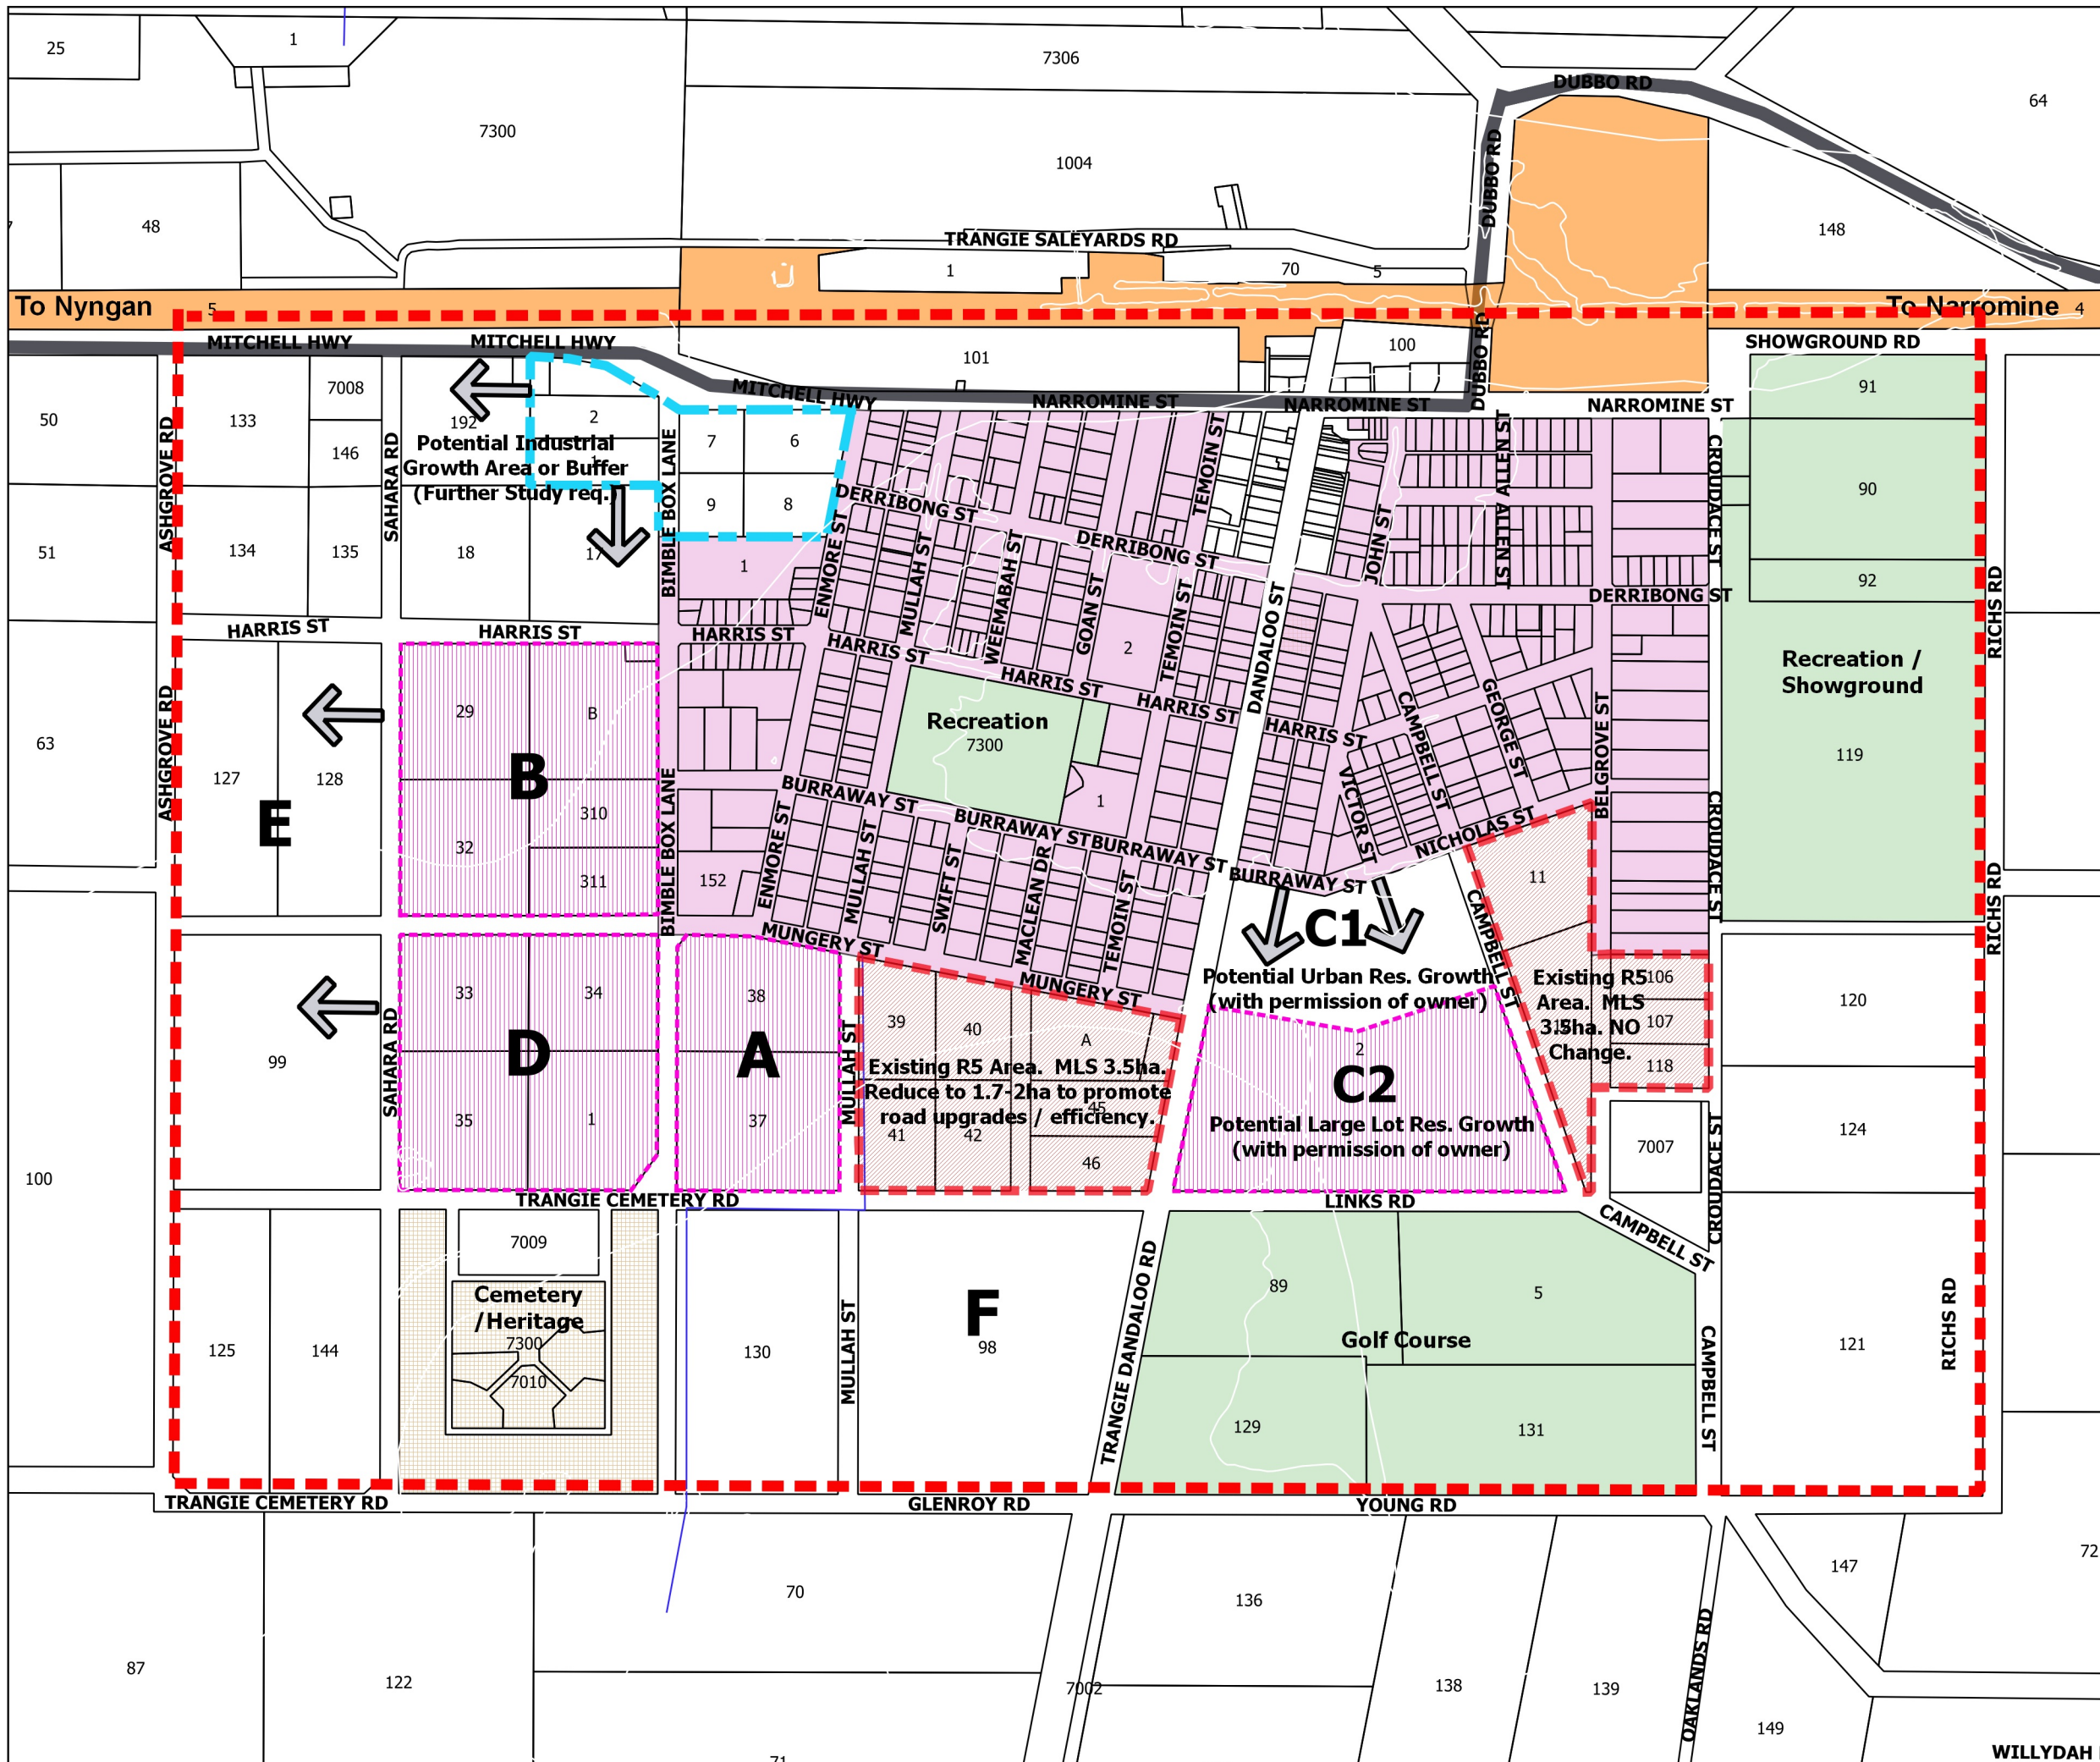 25
1
7306
DUBBO RD
64
7300
1004
DUBBO RD
48
148
TRANGIE SALEYARDS RD
1
70
5
To Nyngan
5
To Narromine
4
MITCHELL HWY
MITCHELL HWY
101
100
DUBBO RD
SHOWGROUND RD
MITCHELL HWY
NARROMINE ST
NARROMINE ST
NARROMINE ST
91
50
133
7008
192
2
7
6
146
1
Potential Industrial
Growth Area or Buffer
(Further Study req.)
ASHGROVE RD
SAHARA RD
BIMBLE BOX LANE
TEMOIN ST
ALLEN ST
ALLEN ST
CROUDACE ST
90
9
8
DERRIBONG ST
DERRIBONG ST
51
134
135
18
17
1
ENMORE ST
MULLAH ST
WEEMABAH ST
GOAN ST
TEMOIN ST
JOHN ST
92
DERRIBONG ST
RICHS RD
HARRIS ST
HARRIS ST
HARRIS ST
HARRIS ST
HARRIS ST
HARRIS ST
HARRIS ST
2
DANDALOO ST
Recreation /
Showground
29
B
B
Recreation
7300
CAMPBELL ST
GEORGE ST
BELGROVE ST
63
127
128
E
119
ASHGROVE RD
32
310
311
BIMBLE BOX LANE
152
BURRAWAY ST
BURRAWAY ST
BURRAWAY ST
BURRAWAY ST
1
VICTOR ST
NICHOLAS ST
CROUDACE ST
ENMORE ST
MULLAH ST
SWIFT ST
MACLEAN DR
TEMOIN ST
11
RICHS RD
MUNGERY ST
MUNGERY ST
C1
CAMPBELL ST
Potential Urban Res. Growth
(with permission of owner)
Existing R5
Area. MLS
3.5ha. NO
Change.
106
107
118
120
33
34
38
39
40
A
99
D
A
SAHARA RD
MULLAH ST
Existing R5 Area. MLS 3.5ha.
Reduce to 1.7-2ha to promote
road upgrades / efficiency.
45
2
C2
Potential Large Lot Res. Growth
(with permission of owner)
35
1
37
41
42
46
7007
124
100
CROUDACE ST
TRANGIE CEMETERY RD
LINKS RD
CAMPBELL ST
7009
Cemetery
/Heritage
7300
7010
125
144
130
MULLAH ST
F
98
TRANGIE DANDALOO RD
89
5
Golf Course
129
131
CAMPBELL ST
121
RICHS RD
TRANGIE CEMETERY RD
GLENROY RD
YOUNG RD
147
72
70
136
87
122
7002
138
139
OAKLANDS RD
149
WILLYDAH
71